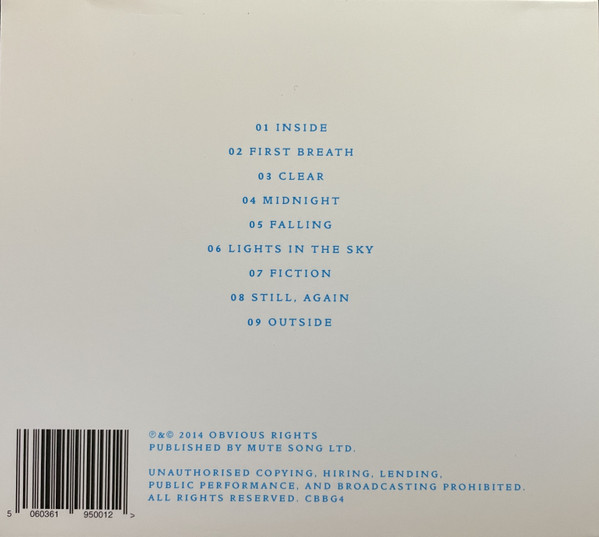 01 INSIDE
02 FIRST BREATH
03 CLEAR
04 MIDNIGHT
05 FALLING
06 LIGHTS IN THE SKY
07 FICTION
08 STILL, AGAIN
09 OUTSIDE
℗&© 2014 OBVIOUS RIGHTS
PUBLISHED BY MUTE SONG LTD.
UNAUTHORISED COPYING, HIRING, LENDING,
PUBLIC PERFORMANCE, AND BROADCASTING PROHIBITED.
ALL RIGHTS RESERVED. CBBG4
5 060361 950012 >